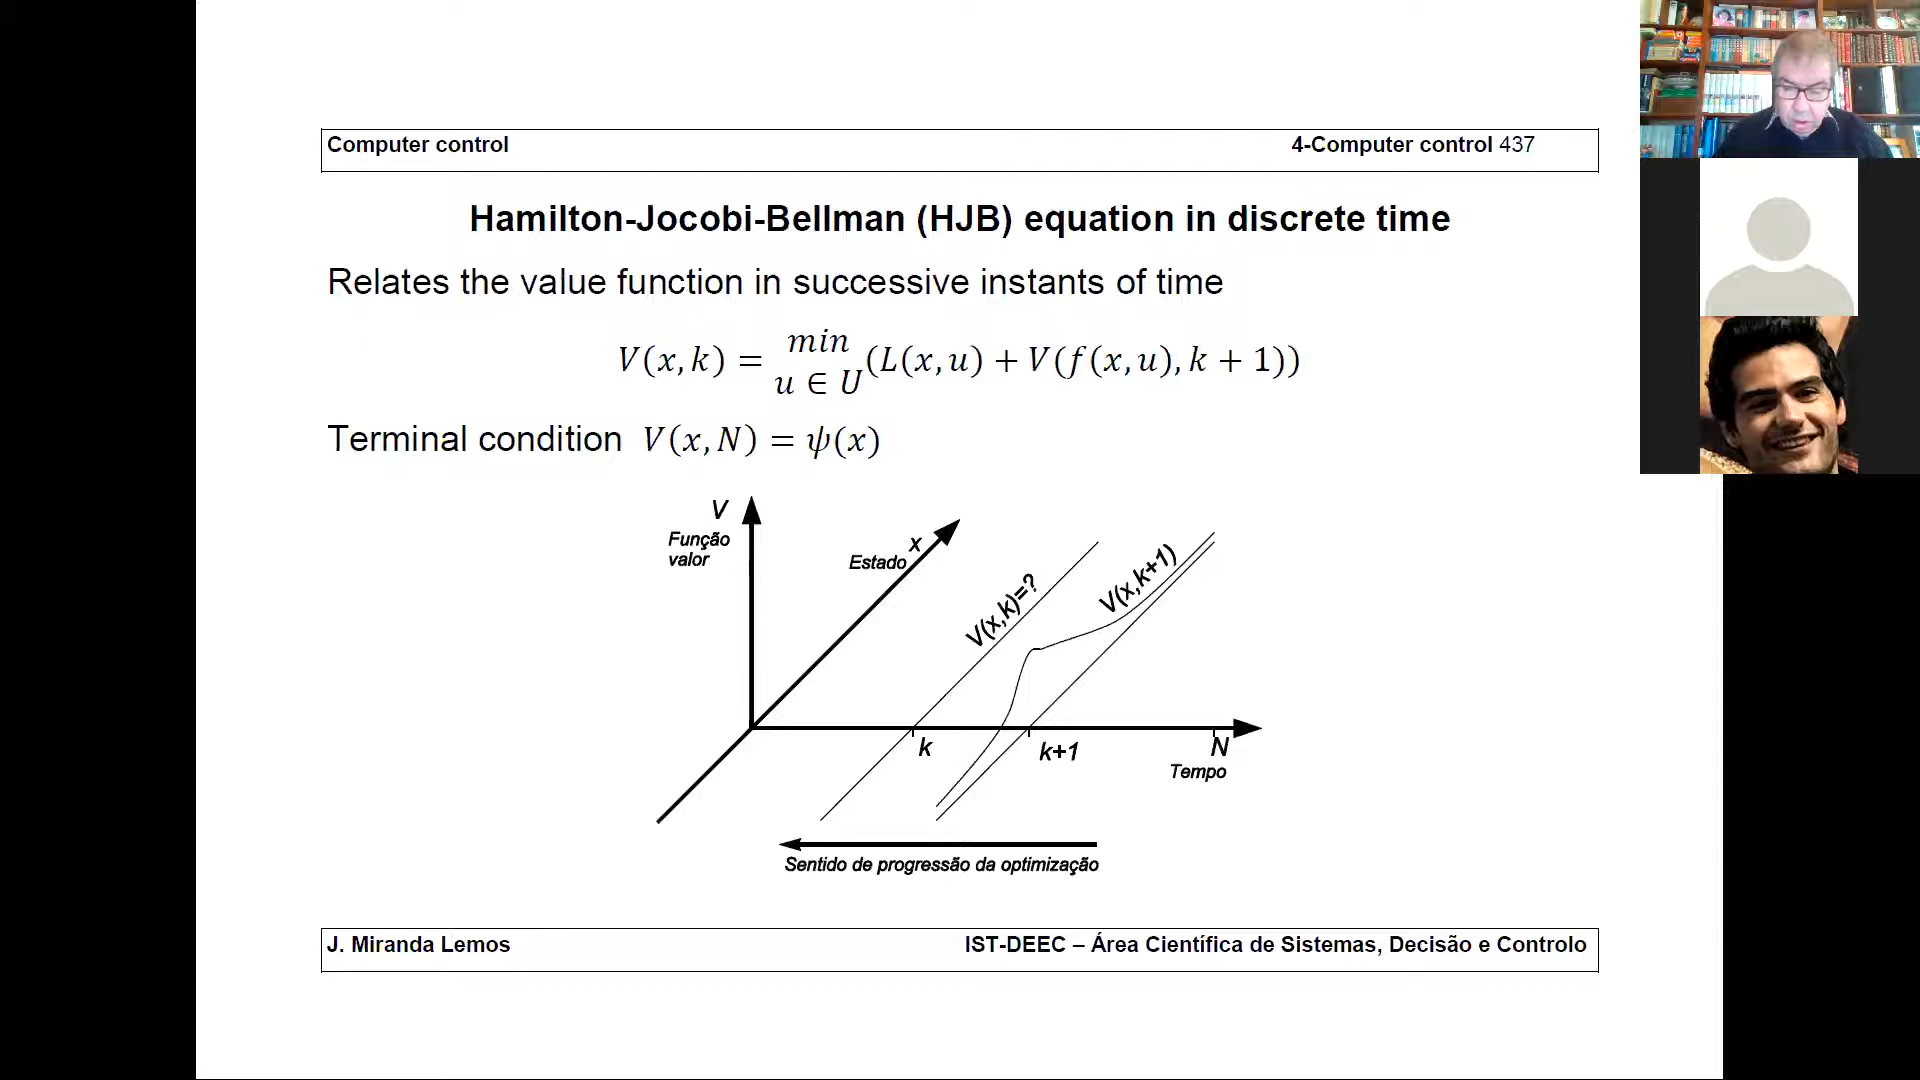 Computer control 4-Computer control 437
Hamilton-Jocobi-Bellman (HJB) equation in discrete time
Relates the value function in successive instants of time
V(x, k) = min u ∈ U (L(x, u) + V(f(x, u), k + 1))
Terminal condition V(x, N) = ψ(x)
V
Função
valor
x
Estado
V(x,k)=?
V(x,k+1)
k
k+1
N
Tempo
Sentido de progressão da optimização
J. Miranda Lemos IST-DEEC – Área Científica de Sistemas, Decisão e Controlo